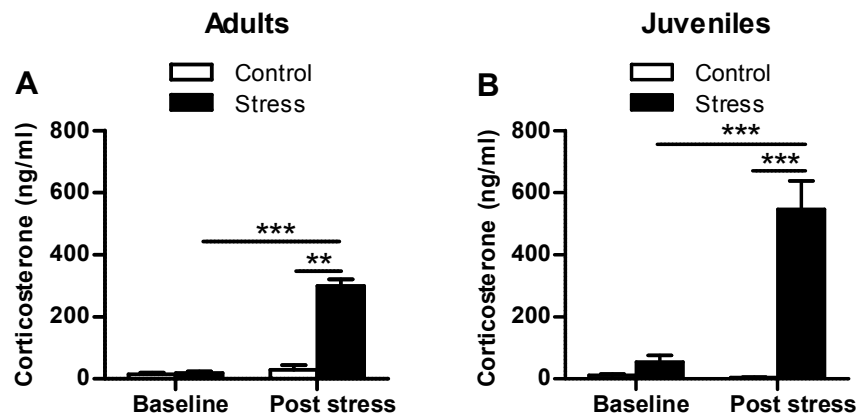 Adults
A
Control
Stress
Corticosterone (ng/ml)
800
600
400
200
0
***
**
Baseline
Post stress
Juveniles
B
Control
Stress
Corticosterone (ng/ml)
800
600
400
200
0
***
***
Baseline
Post stress